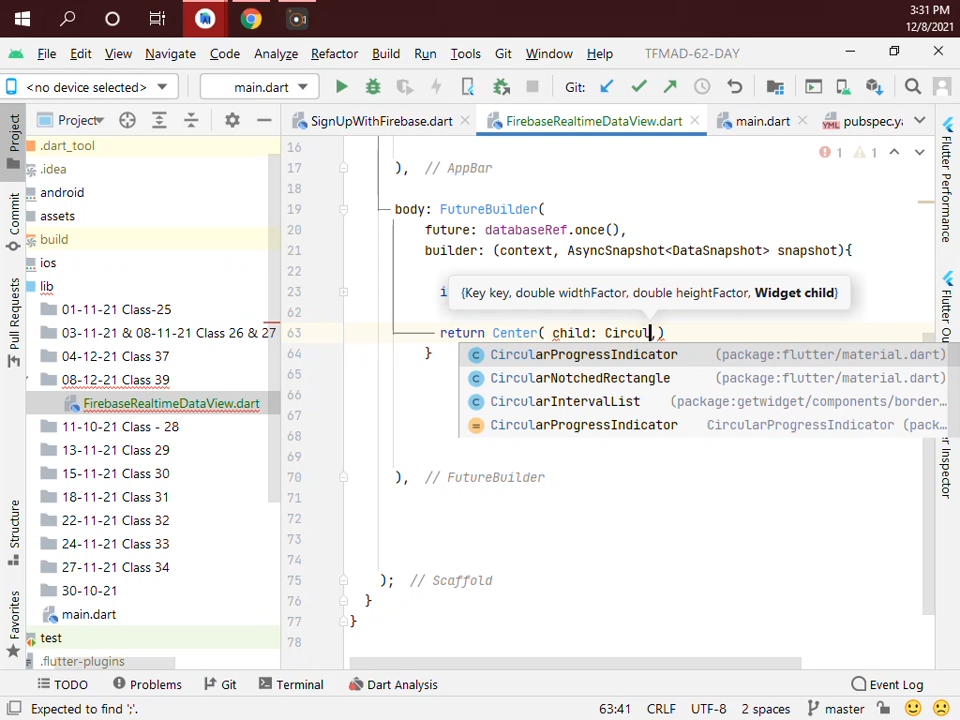 3:31 PM
12/8/2021
File Edit View Navigate Code Analyze Refactor Build Run Tools Git Window Help TFMAD-62-DAY
<no device selected> main.dart Git:
Project SignUpWithFirebase.dart FirebaseRealtimeDataView.dart main.dart pubspec.ya
Project
Commit
Pull Requests
Structure
Favorites
.dart_tool
.idea
android
assets
build
ios
lib
01-11-21 Class-25
03-11-21 & 08-11-21 Class 26 & 27
04-12-21 Class 37
08-12-21 Class 39
FirebaseRealtimeDataView.dart
11-10-21 Class - 28
13-11-21 Class 29
15-11-21 Class 30
18-11-21 Class 31
22-11-21 Class 32
24-11-21 Class 33
27-11-21 Class 34
30-10-21
main.dart
test
.flutter-plugins
1 1
16
17 ), // AppBar
18
19 body: FutureBuilder(
20 future: databaseRef.once(),
21 builder: (context, AsyncSnapshot<DataSnapshot> snapshot){
22
23 i {Key key, double widthFactor, double heightFactor, Widget child}
62
63 return Center( child: Circul,)
64 }
CircularProgressIndicator (package:flutter/material.dart)
CircularNotchedRectangle (package:flutter/material.dart)
CircularIntervalList (package:getwidget/components/border…
CircularProgressIndicator CircularProgressIndicator (pack…
65
66
67
68
69
70 ), // FutureBuilder
71
72
73
74
75 ); // Scaffold
76 }
77 }
78
Flutter Performance
Flutter Ou
r Inspector
TODO Problems Git Terminal Dart Analysis Event Log
Expected to find ';'. 63:41 CRLF UTF-8 2 spaces master